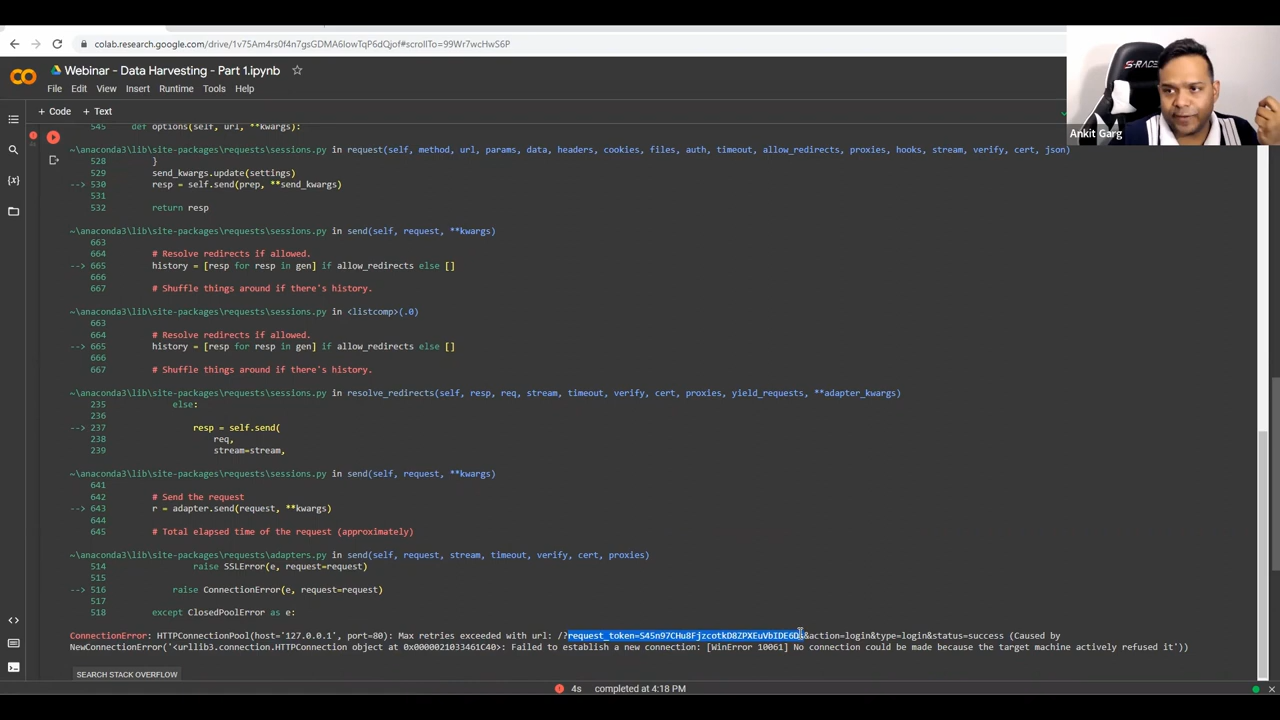 colab.research.google.com/drive/1v75Am4rs0f4n7gsGDMA6IowTqP6dQjof#scrollTo=99Wr7wcHwS6P
S-RACER
Webinar - Data Harvesting - Part 1.ipynb
File Edit View Insert Runtime Tools Help
+ Code + Text
Ankit Garg
545 def options(self, url, **kwargs):
~\anaconda3\lib\site-packages\requests\sessions.py in request(self, method, url, params, data, headers, cookies, files, auth, timeout, allow_redirects, proxies, hooks, stream, verify, cert, json)
528 }
529 send_kwargs.update(settings)
--> 530 resp = self.send(prep, **send_kwargs)
531
532 return resp
~\anaconda3\lib\site-packages\requests\sessions.py in send(self, request, **kwargs)
663
664 # Resolve redirects if allowed.
--> 665 history = [resp for resp in gen] if allow_redirects else []
666
667 # Shuffle things around if there's history.
~\anaconda3\lib\site-packages\requests\sessions.py in <listcomp>(.0)
663
664 # Resolve redirects if allowed.
--> 665 history = [resp for resp in gen] if allow_redirects else []
666
667 # Shuffle things around if there's history.
~\anaconda3\lib\site-packages\requests\sessions.py in resolve_redirects(self, resp, req, stream, timeout, verify, cert, proxies, yield_requests, **adapter_kwargs)
235 else:
236
--> 237 resp = self.send(
238 req,
239 stream=stream,
~\anaconda3\lib\site-packages\requests\sessions.py in send(self, request, **kwargs)
641
642 # Send the request
--> 643 r = adapter.send(request, **kwargs)
644
645 # Total elapsed time of the request (approximately)
~\anaconda3\lib\site-packages\requests\adapters.py in send(self, request, stream, timeout, verify, cert, proxies)
514 raise SSLError(e, request=request)
515
--> 516 raise ConnectionError(e, request=request)
517
518 except ClosedPoolError as e:
ConnectionError: HTTPConnectionPool(host='127.0.0.1', port=80): Max retries exceeded with url: /?request_token=S45n97CHu8FjzcotkD8ZPXEuVbIDE6D&action=login&type=login&status=success (Caused by
NewConnectionError('<urllib3.connection.HTTPConnection object at 0x0000021033461C40>: Failed to establish a new connection: [WinError 10061] No connection could be made because the target machine actively refused it'))
SEARCH STACK OVERFLOW
4s completed at 4:18 PM